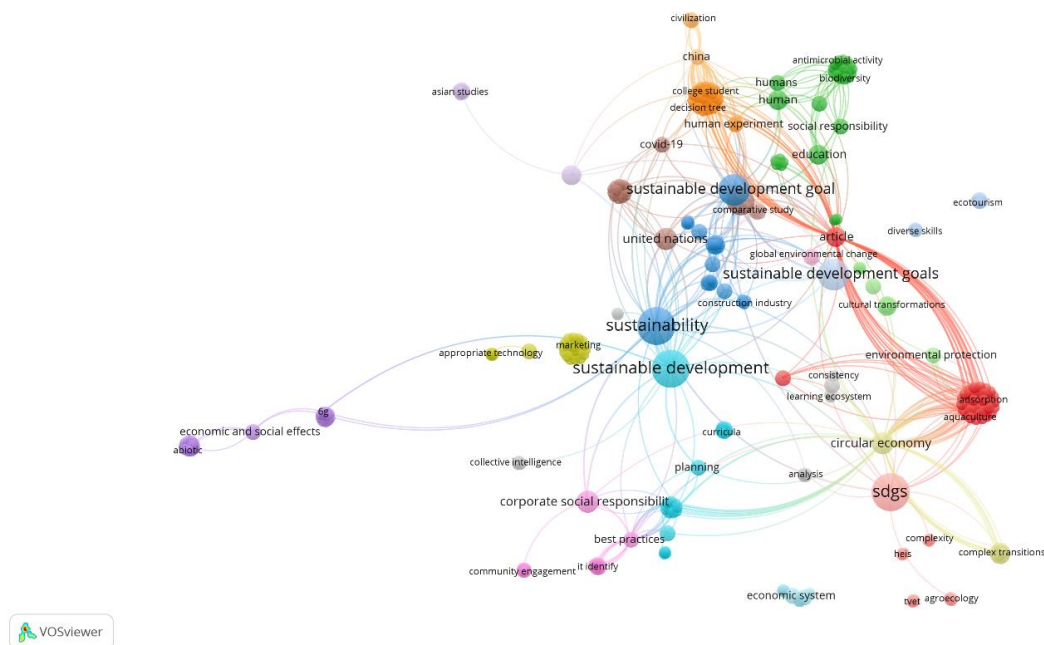 civilization
china
antimicrobial activity
humans
biodiversity
asian studies
college student
human
decision tree
human experiment
social responsibility
covid-19
education
sustainable development goal
ecotourism
comparative study
diverse skills
united nations
article
global environmental change
sustainable development goals
construction industry
cultural transformations
sustainability
marketing
appropriate technology
environmental protection
sustainable development
consistency
learning ecosystem
adsorption
6g
aquaculture
economic and social effects
curricula
circular economy
abiotic
collective intelligence
planning
analysis
sdgs
corporate social responsibilit
best practices
complexity
heis
complex transitions
community engagement
it identify
economic system
tvet
agroecology
VOSviewer